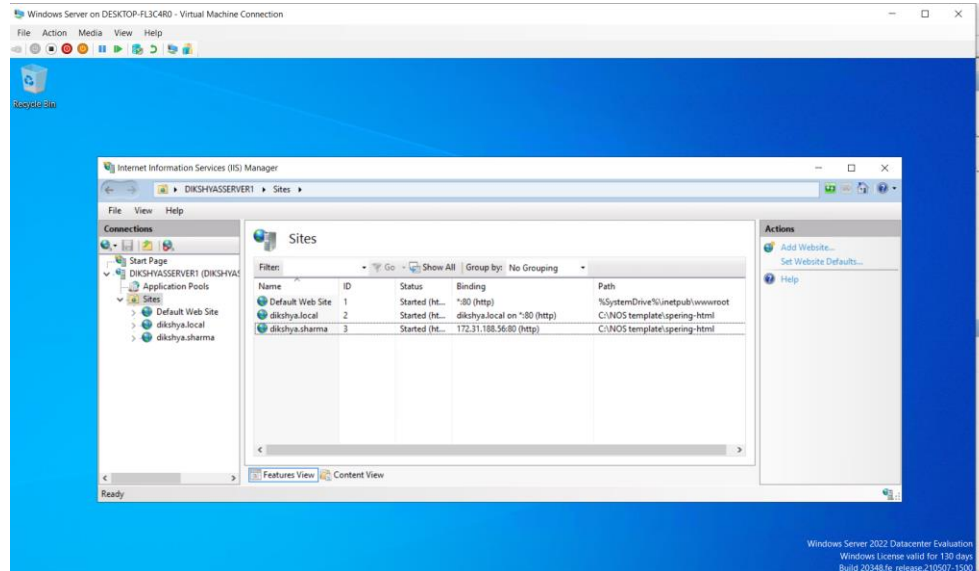 Windows Server on DESKTOP-FL3C4R0 - Virtual Machine Connection
File Action Media View Help
Recycle Bin
Internet Information Services (IIS) Manager
DIKSHYASSERVER1 Sites
File View Help
Connections
Start Page
DIKSHYASSERVER1 (DIKSHYAS
Application Pools
Sites
Default Web Site
dikshya.local
dikshya.sharma
Sites
Filter: Go Show All Group by: No Grouping
Name ID Status Binding Path
Default Web Site 1 Started (ht... *:80 (http) %SystemDrive%\inetpub\wwwroot
dikshya.local 2 Started (ht... dikshya.local on *:80 (http) C:\NOS template\spering-html
dikshya.sharma 3 Started (ht... 172.31.188.56:80 (http) C:\NOS template\spering-html
Features View Content View
Actions
Add Website...
Set Website Defaults...
Help
Ready
Windows Server 2022 Datacenter Evaluation
Windows License valid for 130 days
Build 20348.fe_release.210507-1500